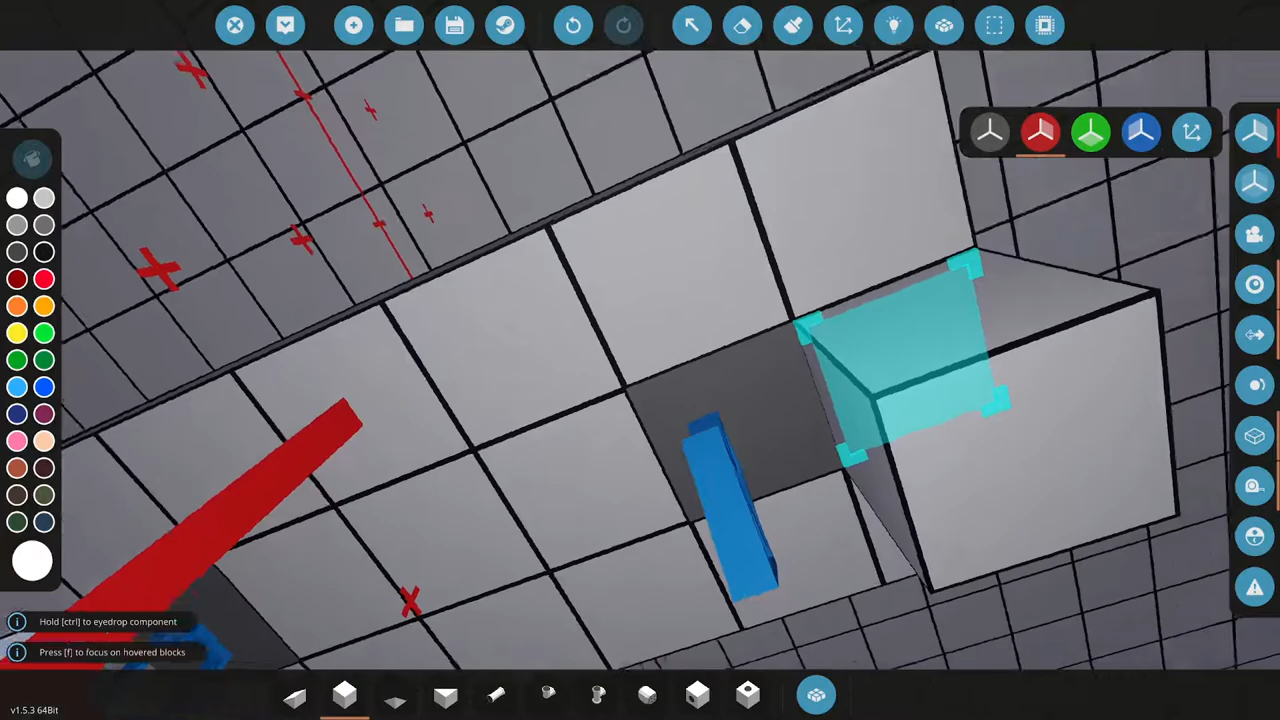 Hold [ctrl] to eyedrop component
Press [f] to focus on hovered blocks
v1.5.3 64Bit